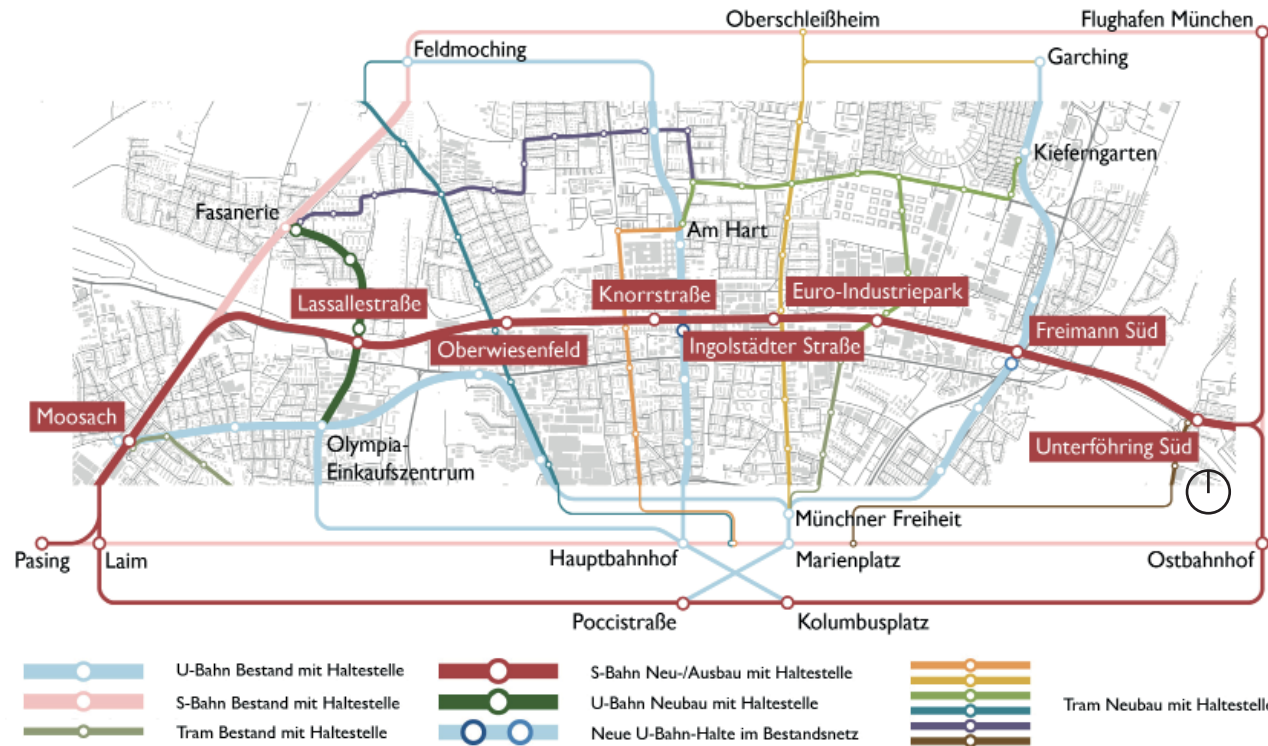 Oberschleißheim
Flughafen München
Feldmoching
Garching
Kieferngarten
Fasanerie
Am Hart
Lassallestraße
Knorrstraße
Euro-Industriepark
Oberwiesenfeld
Ingolstädter Straße
Freimann Süd
Moosach
Olympia-
Einkaufszentrum
Unterföhring Süd
Münchner Freiheit
Pasing
Laim
Hauptbahnhof
Marienplatz
Ostbahnhof
Poccistraße
Kolumbusplatz
U-Bahn Bestand mit Haltestelle
S-Bahn Bestand mit Haltestelle
Tram Bestand mit Haltestelle
S-Bahn Neu-/Ausbau mit Haltestelle
U-Bahn Neubau mit Haltestelle
Neue U-Bahn-Halte im Bestandsnetz
Tram Neubau mit Haltestelle